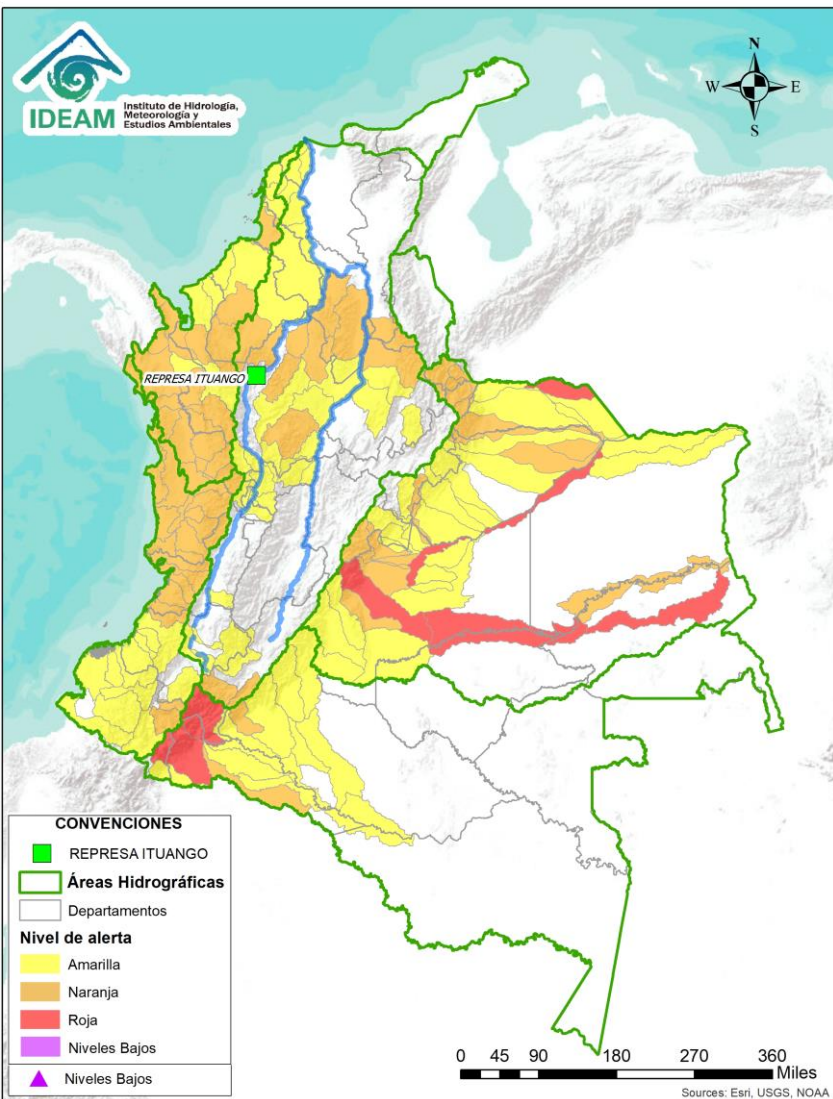 IDEAM
Instituto de Hidrología,
Meteorología y
Estudios Ambientales
N
W
E
S
REPRESA ITUANGO
CONVENCIONES
REPRESA ITUANGO
Áreas Hidrográficas
Departamentos
Nivel de alerta
Amarilla
Naranja
Roja
Niveles Bajos
Niveles Bajos
0 45 90 180 270 360
Miles
Sources: Esri, USGS, NOAA